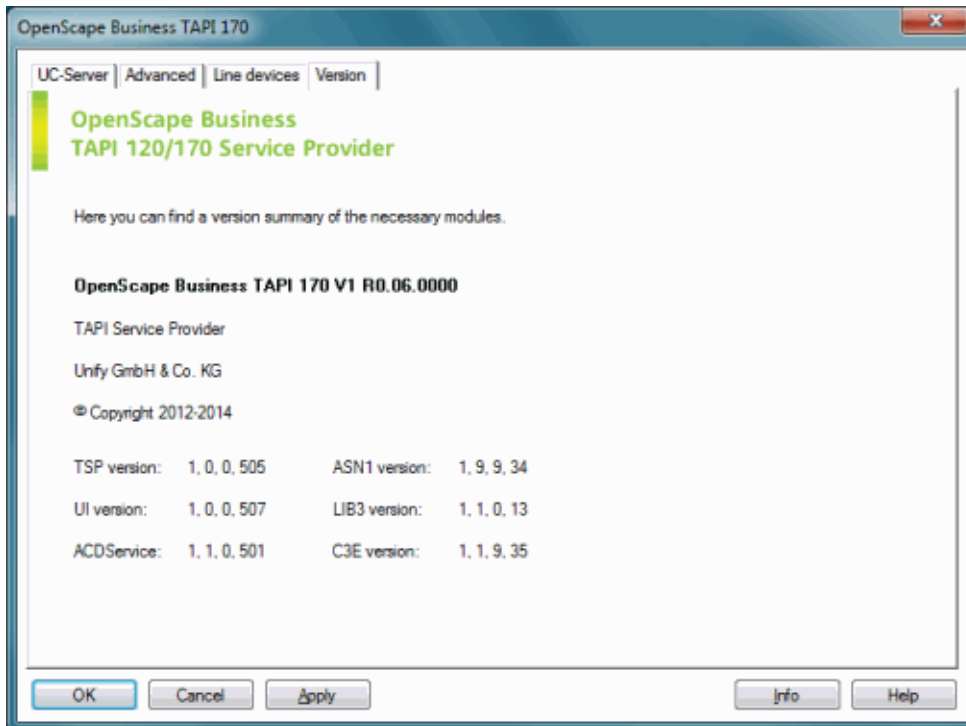 OpenScape Business TAPI 170
UC-Server Advanced Line devices Version
OpenScape Business
TAPI 120/170 Service Provider
Here you can find a version summary of the necessary modules.
OpenScape Business TAPI 170 V1 R0.06.0000
TAPI Service Provider
Unify GmbH & Co. KG
© Copyright 2012-2014
TSP version: 1, 0, 0, 505 ASN1 version: 1, 9, 9, 34
UI version: 1, 0, 0, 507 LIB3 version: 1, 1, 0, 13
ACDService: 1, 1, 0, 501 C3E version: 1, 1, 9, 35
OK Cancel Apply Info Help